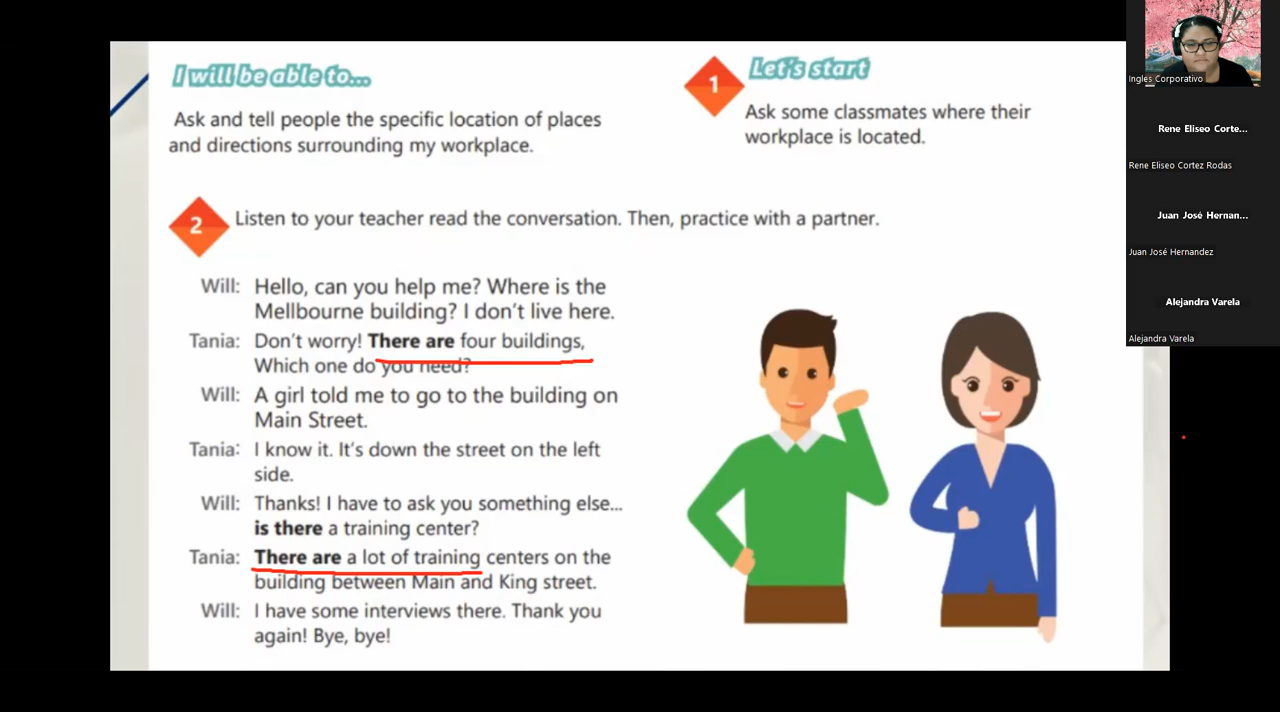 I will be able to...
Ask and tell people the specific location of places
and directions surrounding my workplace.
1
Let's start
Ask some classmates where their
workplace is located.
2
Listen to your teacher read the conversation. Then, practice with a partner.
Will: Hello, can you help me? Where is the
Mellbourne building? I don't live here.
Tania: Don't worry! There are four buildings,
Which one do you need?
Will: A girl told me to go to the building on
Main Street.
Tania: I know it. It's down the street on the left
side.
Will: Thanks! I have to ask you something else...
is there a training center?
Tania: There are a lot of training centers on the
building between Main and King street.
Will: I have some interviews there. Thank you
again! Bye, bye!
Ingles Corporativo
Rene Eliseo Corte...
Rene Eliseo Cortez Rodas
Juan José Hernan...
Juan José Hernandez
Alejandra Varela
Alejandra Varela